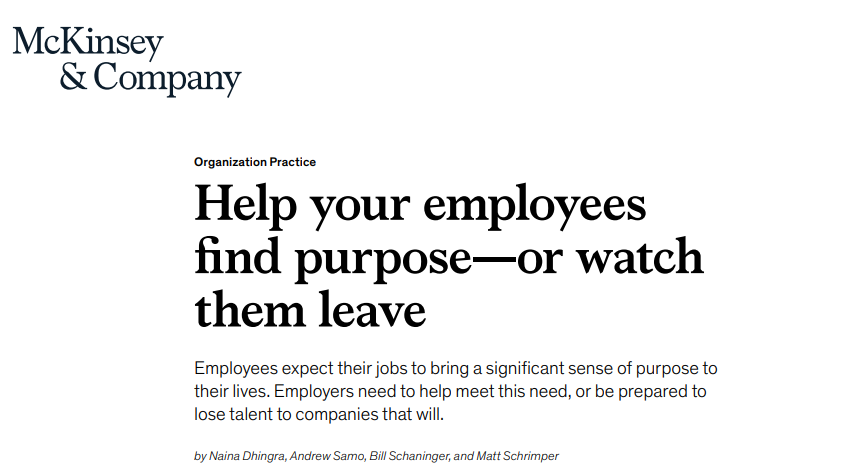 McKinsey
& Company
Organization Practice
Help your employees
find purpose—or watch
them leave
Employees expect their jobs to bring a significant sense of purpose to
their lives. Employers need to help meet this need, or be prepared to
lose talent to companies that will.
by Naina Dhingra, Andrew Samo, Bill Schaninger, and Matt Schrimper